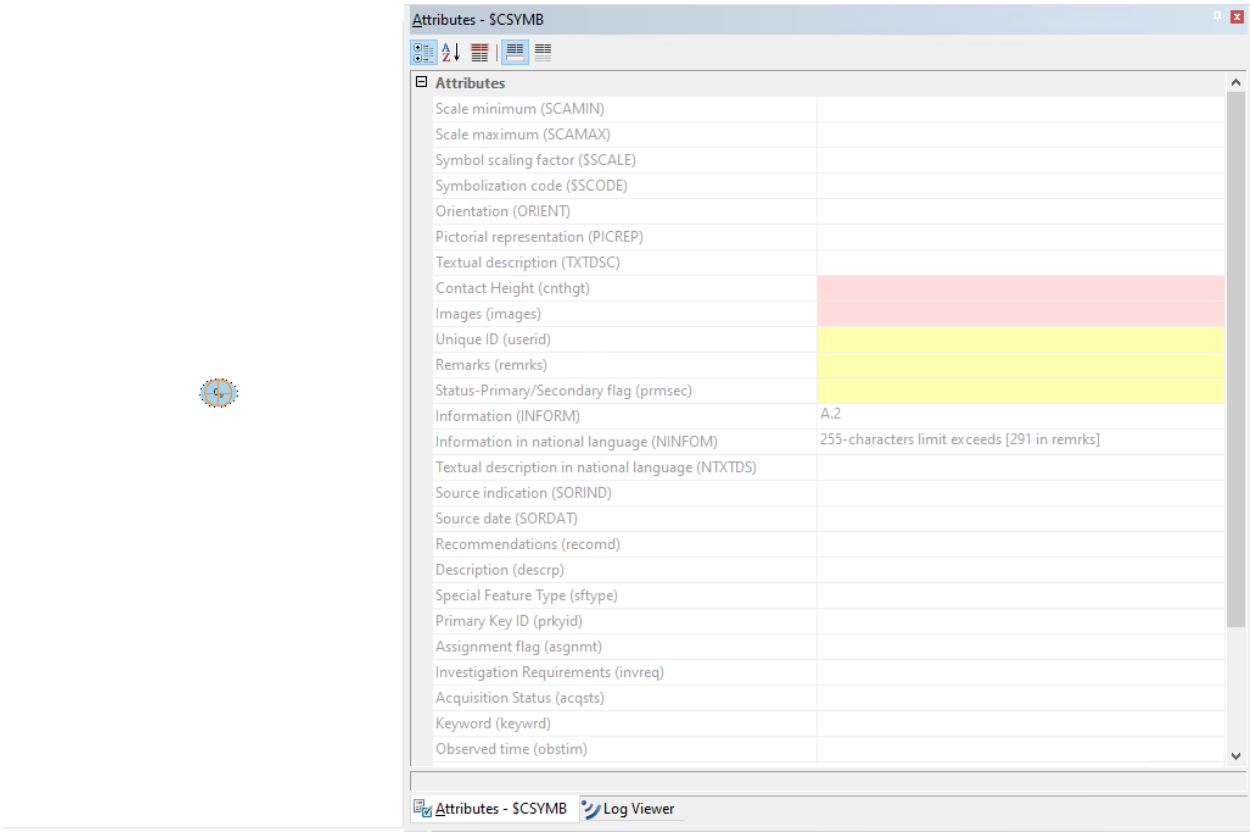 Attributes - $CSYMB
Attributes
Scale minimum (SCAMIN)
Scale maximum (SCAMAX)
Symbol scaling factor ($SCALE)
Symbolization code ($SCODE)
Orientation (ORIENT)
Pictorial representation (PICREP)
Textual description (TXTDSC)
Contact Height (cnthgt)
Images (images)
Unique ID (userid)
Remarks (remrks)
Status-Primary/Secondary flag (prmsec)
Information (INFORM) A.2
Information in national language (NINFOM) 255-characters limit exceeds [291 in remrks]
Textual description in national language (NTXTDS)
Source indication (SORIND)
Source date (SORDAT)
Recommendations (recomd)
Description (descrp)
Special Feature Type (sftype)
Primary Key ID (prkyid)
Assignment flag (asgnmt)
Investigation Requirements (invreq)
Acquisition Status (acqsts)
Keyword (keywrd)
Observed time (obstim)
Attributes - $CSYMB Log Viewer